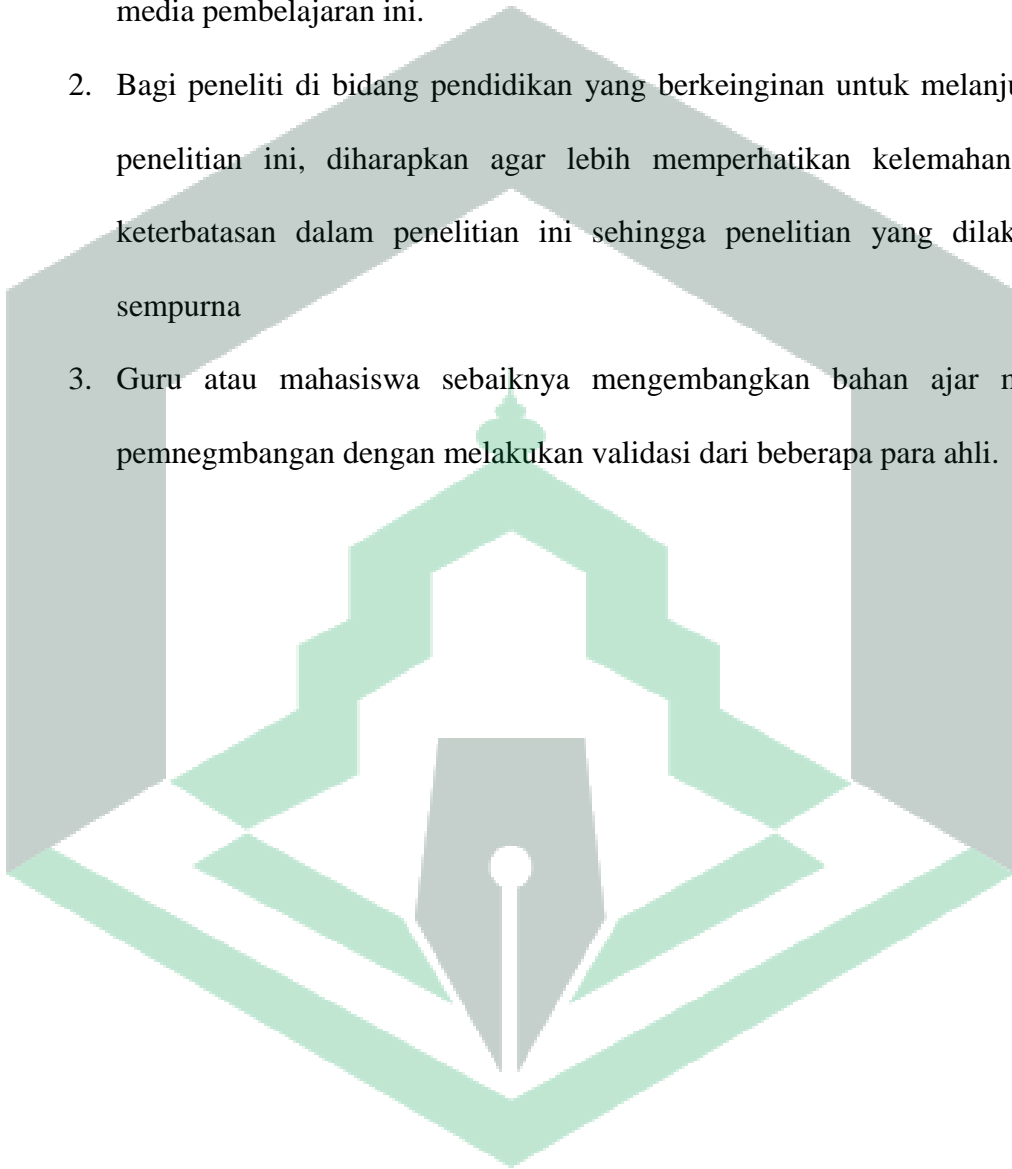 media pembelajaran ini.
2. Bagi peneliti di bidang pendidikan yang berkeinginan untuk
penelitian ini, diharapkan agar lebih memperhatikan kelemahan
keterbatasan dalam penelitian ini sehingga penelitian yang
sempurna
3. Guru atau mahasiswa sebaiknya mengembangkan bahan ajar
pemnegmbangan dengan melakukan validasi dari beberapa para ahli.